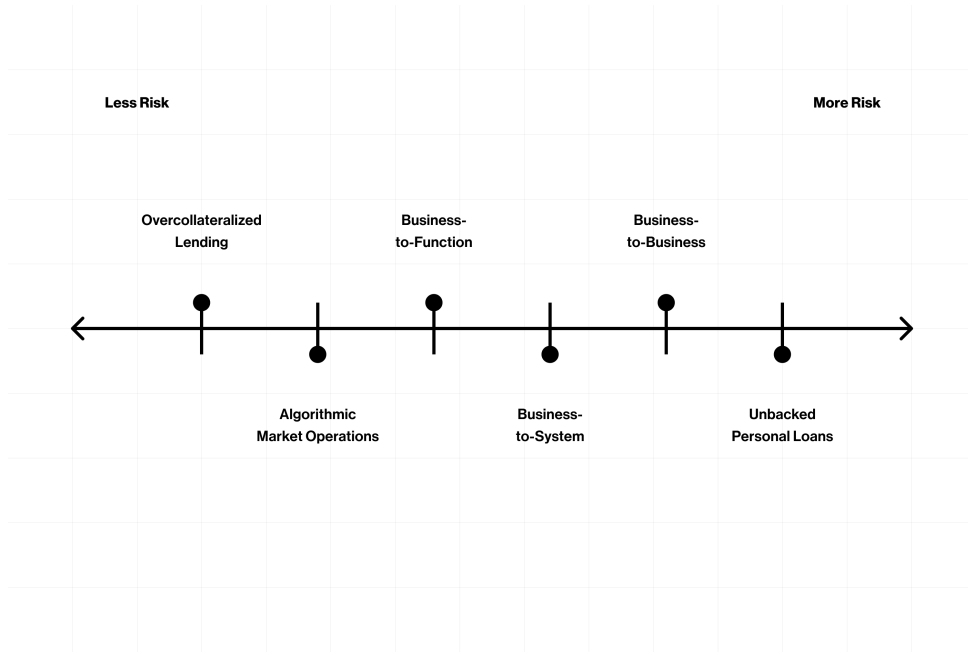 Less Risk
More Risk
Overcollateralized
Lending
Business-
to-Function
Business-
to-Business
Algorithmic
Market Operations
Business-
to-System
Unbacked
Personal Loans